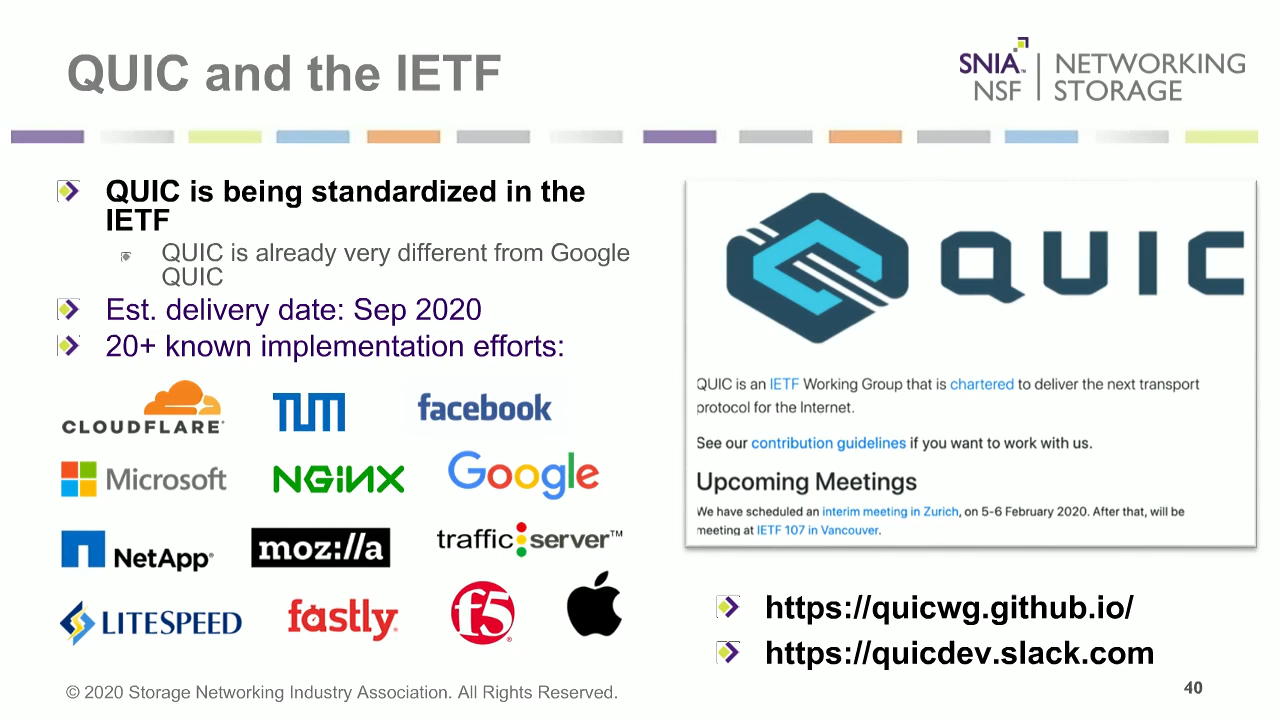 QUIC and the IETF
SNIA™ NSF
NETWORKING STORAGE
QUIC is being standardized in the
IETF
QUIC is already very different from Google
QUIC
Est. delivery date: Sep 2020
20+ known implementation efforts:
CLOUDFLARE®
TUM
facebook
Microsoft
NGiNX
Google
NetApp®
moz://a
traffic server™
LITESPEED
fastly®
f5®
QUIC
QUIC is an IETF Working Group that is chartered to deliver the next transport
protocol for the Internet.
See our contribution guidelines if you want to work with us.
Upcoming Meetings
We have scheduled an interim meeting in Zurich, on 5-6 February 2020. After that, will be
meeting at IETF 107 in Vancouver.
https://quicwg.github.io/
https://quicdev.slack.com
© 2020 Storage Networking Industry Association. All Rights Reserved.
40